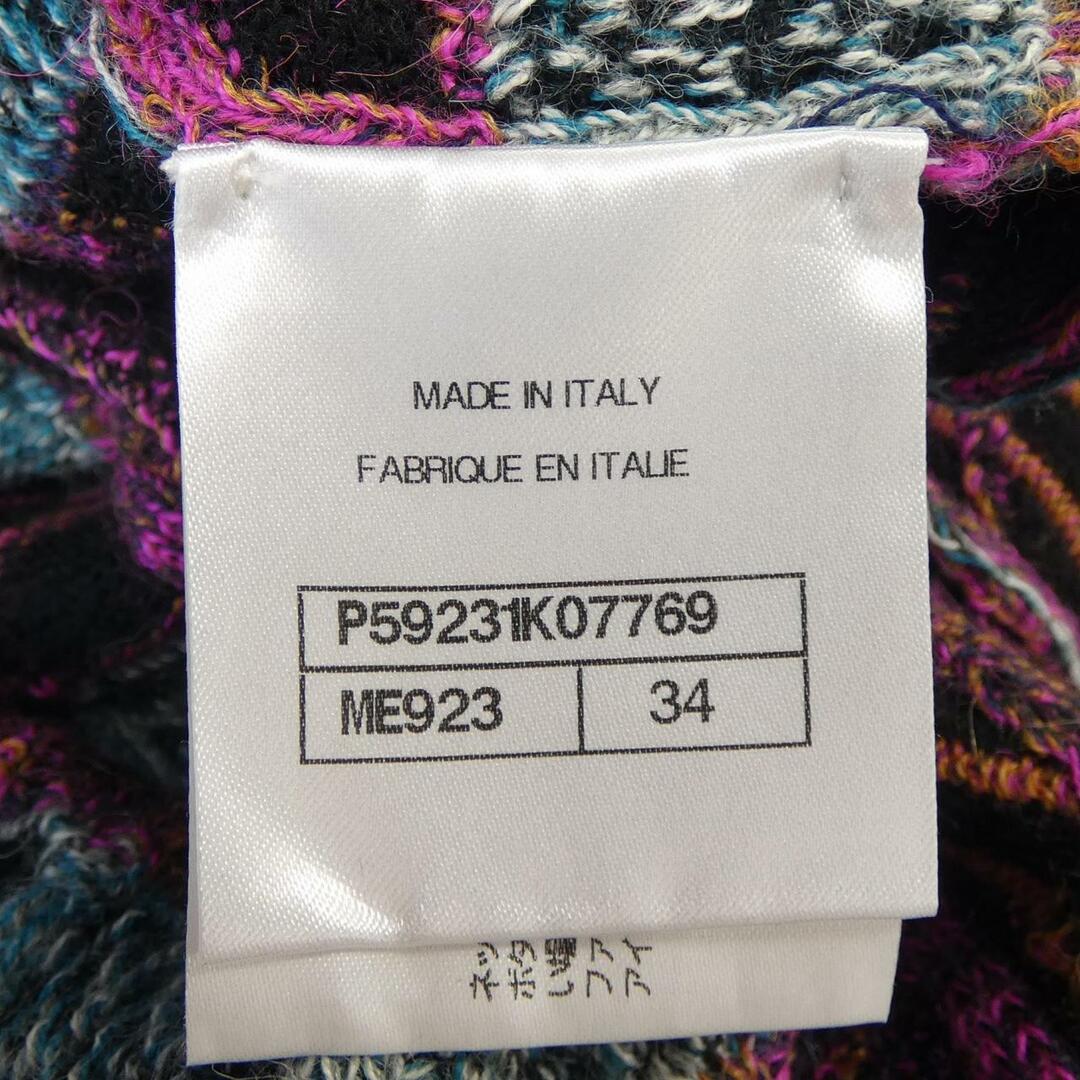 MADE IN ITALY
FABRIQUE EN ITALIE
P59231K07769
ME923 34